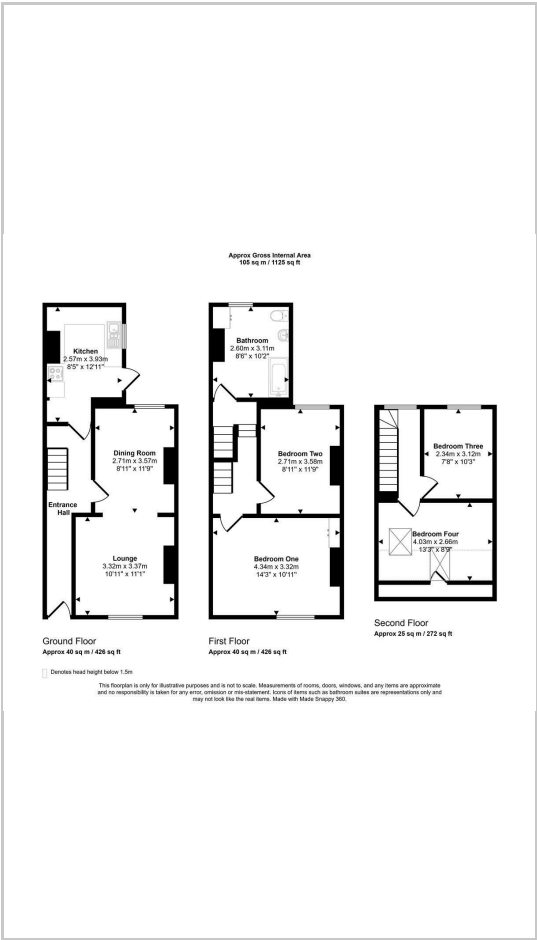 Approx Gross Internal Area
105 sq m / 1125 sq ft
Kitchen
2.57m x 3.93m
8'5" x 12'11"
Dining Room
2.71m x 3.57m
8'11" x 11'9"
Entrance
Hall
Lounge
3.32m x 3.37m
10'11" x 11'1"
Ground Floor
Approx 40 sq m / 426 sq ft
Bathroom
2.60m x 3.11m
8'6" x 10'2"
Bedroom Two
2.71m x 3.58m
8'11" x 11'9"
Bedroom One
4.34m x 3.32m
14'3" x 10'11"
First Floor
Approx 40 sq m / 426 sq ft
Bedroom Three
2.34m x 3.12m
7'8" x 10'3"
Bedroom Four
4.03m x 2.66m
13'3" x 8'9"
Second Floor
Approx 25 sq m / 272 sq ft
Denotes head height below 1.5m
This floorplan is only for illustrative purposes and is not to scale. Measurements of rooms, doors, windows, and any items are approximate
and no responsibility is taken for any error, omission or mis-statement. Icons of items such as bathroom suites are representations only and
may not look like the real items. Made with Made Snappy 360.